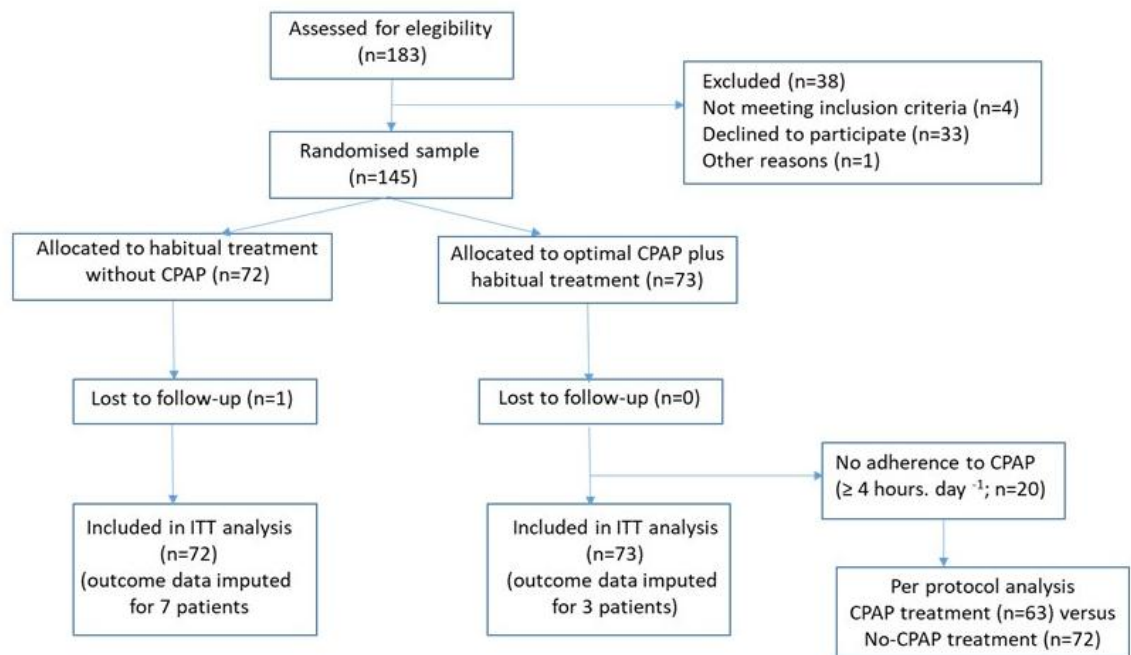 Assessed for elegibility
(n=183)
Excluded (n=38)
Not meeting inclusion criteria (n=4)
Declined to participate (n=33)
Other reasons (n=1)
Randomised sample
(n=145)
Allocated to habitual treatment
without CPAP (n=72)
Allocated to optimal CPAP plus
habitual treatment (n=73)
Lost to follow-up (n=1)
Lost to follow-up (n=0)
No adherence to CPAP
(≥ 4 hours. day ⁻¹; n=20)
Included in ITT analysis
(n=72)
(outcome data imputed
for 7 patients
Included in ITT analysis
(n=73)
(outcome data imputed
for 3 patients)
Per protocol analysis
CPAP treatment (n=63) versus
No-CPAP treatment (n=72)